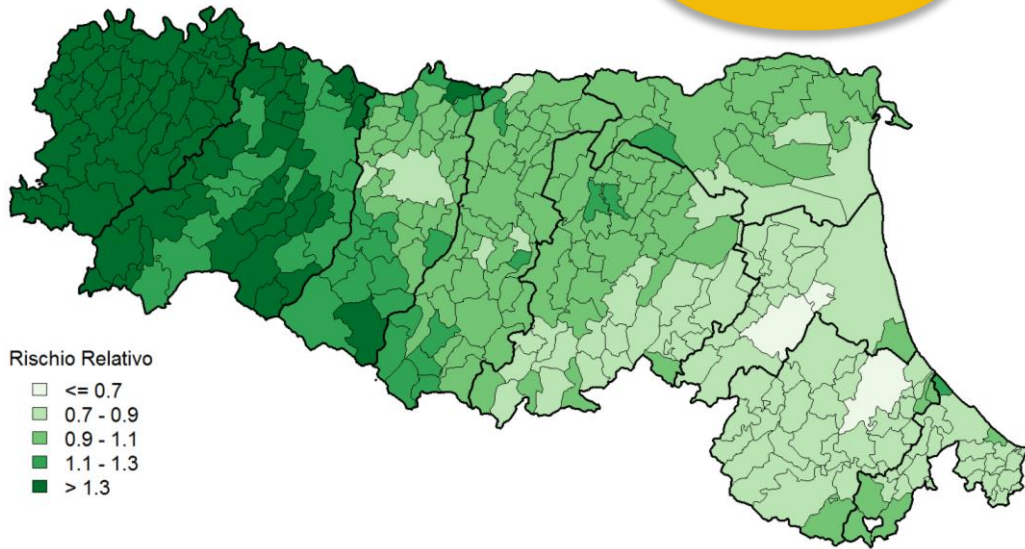 Rischio Relativo
<= 0.7
0.7 - 0.9
0.9 - 1.1
1.1 - 1.3
> 1.3